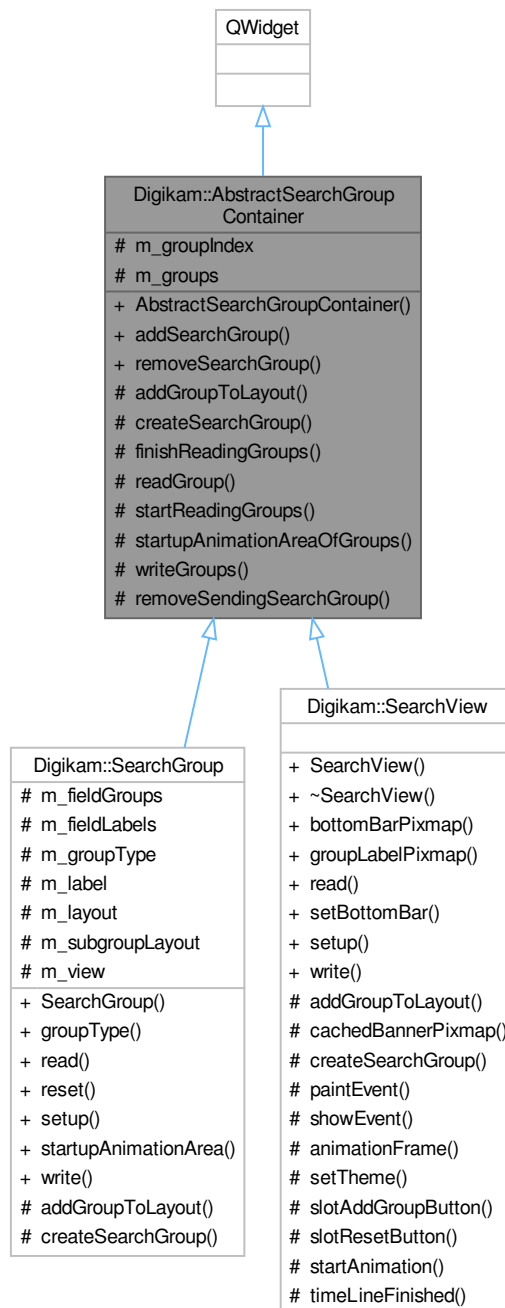 QWidget
Digikam::AbstractSearchGroup
Container
# m_groupIndex
# m_groups
+ AbstractSearchGroupContainer()
+ addSearchGroup()
+ removeSearchGroup()
# addGroupToLayout()
# createSearchGroup()
# finishReadingGroups()
# readGroup()
# startReadingGroups()
# startupAnimationAreaOfGroups()
# writeGroups()
# removeSendingSearchGroup()
Digikam::SearchGroup
# m_fieldGroups
# m_fieldLabels
# m_groupType
# m_label
# m_layout
# m_subgroupLayout
# m_view
+ SearchGroup()
+ groupType()
+ read()
+ reset()
+ setup()
+ startupAnimationArea()
+ write()
# addGroupToLayout()
# createSearchGroup()
Digikam::SearchView
+ SearchView()
+ ~SearchView()
+ bottomBarPixmap()
+ groupLabelPixmap()
+ read()
+ setBottomBar()
+ setup()
+ write()
# addGroupToLayout()
# cachedBannerPixmap()
# createSearchGroup()
# paintEvent()
# showEvent()
# animationFrame()
# setTheme()
# slotAddGroupButton()
# slotResetButton()
# startAnimation()
# timeLineFinished()